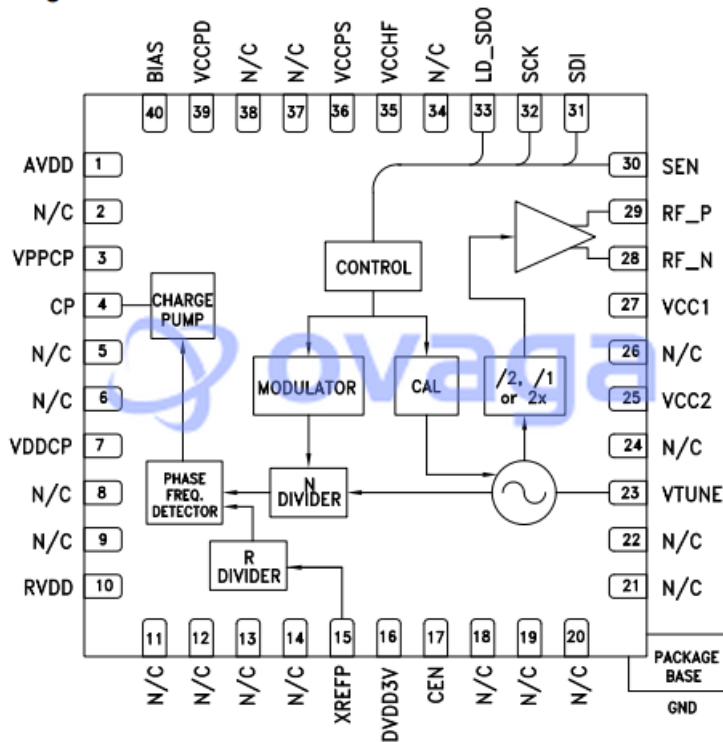 BIAS
VCCPD
N/C
N/C
VCCPS
VCCHF
N/C
LD_SDO
SCK
SDI
40
39
38
37
36
35
34
33
32
31
AVDD 1
N/C 2
VPPCP 3
CP 4
N/C 5
N/C 6
VDDCP 7
N/C 8
N/C 9
RVDD 10
30 SEN
29 RF_P
28 RF_N
27 VCC1
26 N/C
25 VCC2
24 N/C
23 VTUNE
22 N/C
21 N/C
CONTROL
CHARGE
PUMP
MODULATOR
CAL
/2, /1
or 2x
PHASE
FREQ.
DETECTOR
N
DIVIDER
R
DIVIDER
ovaga
11
12
13
14
15
16
17
18
19
20
N/C
N/C
N/C
N/C
XREFP
DVDD3V
CEN
N/C
N/C
N/C
PACKAGE
BASE
GND